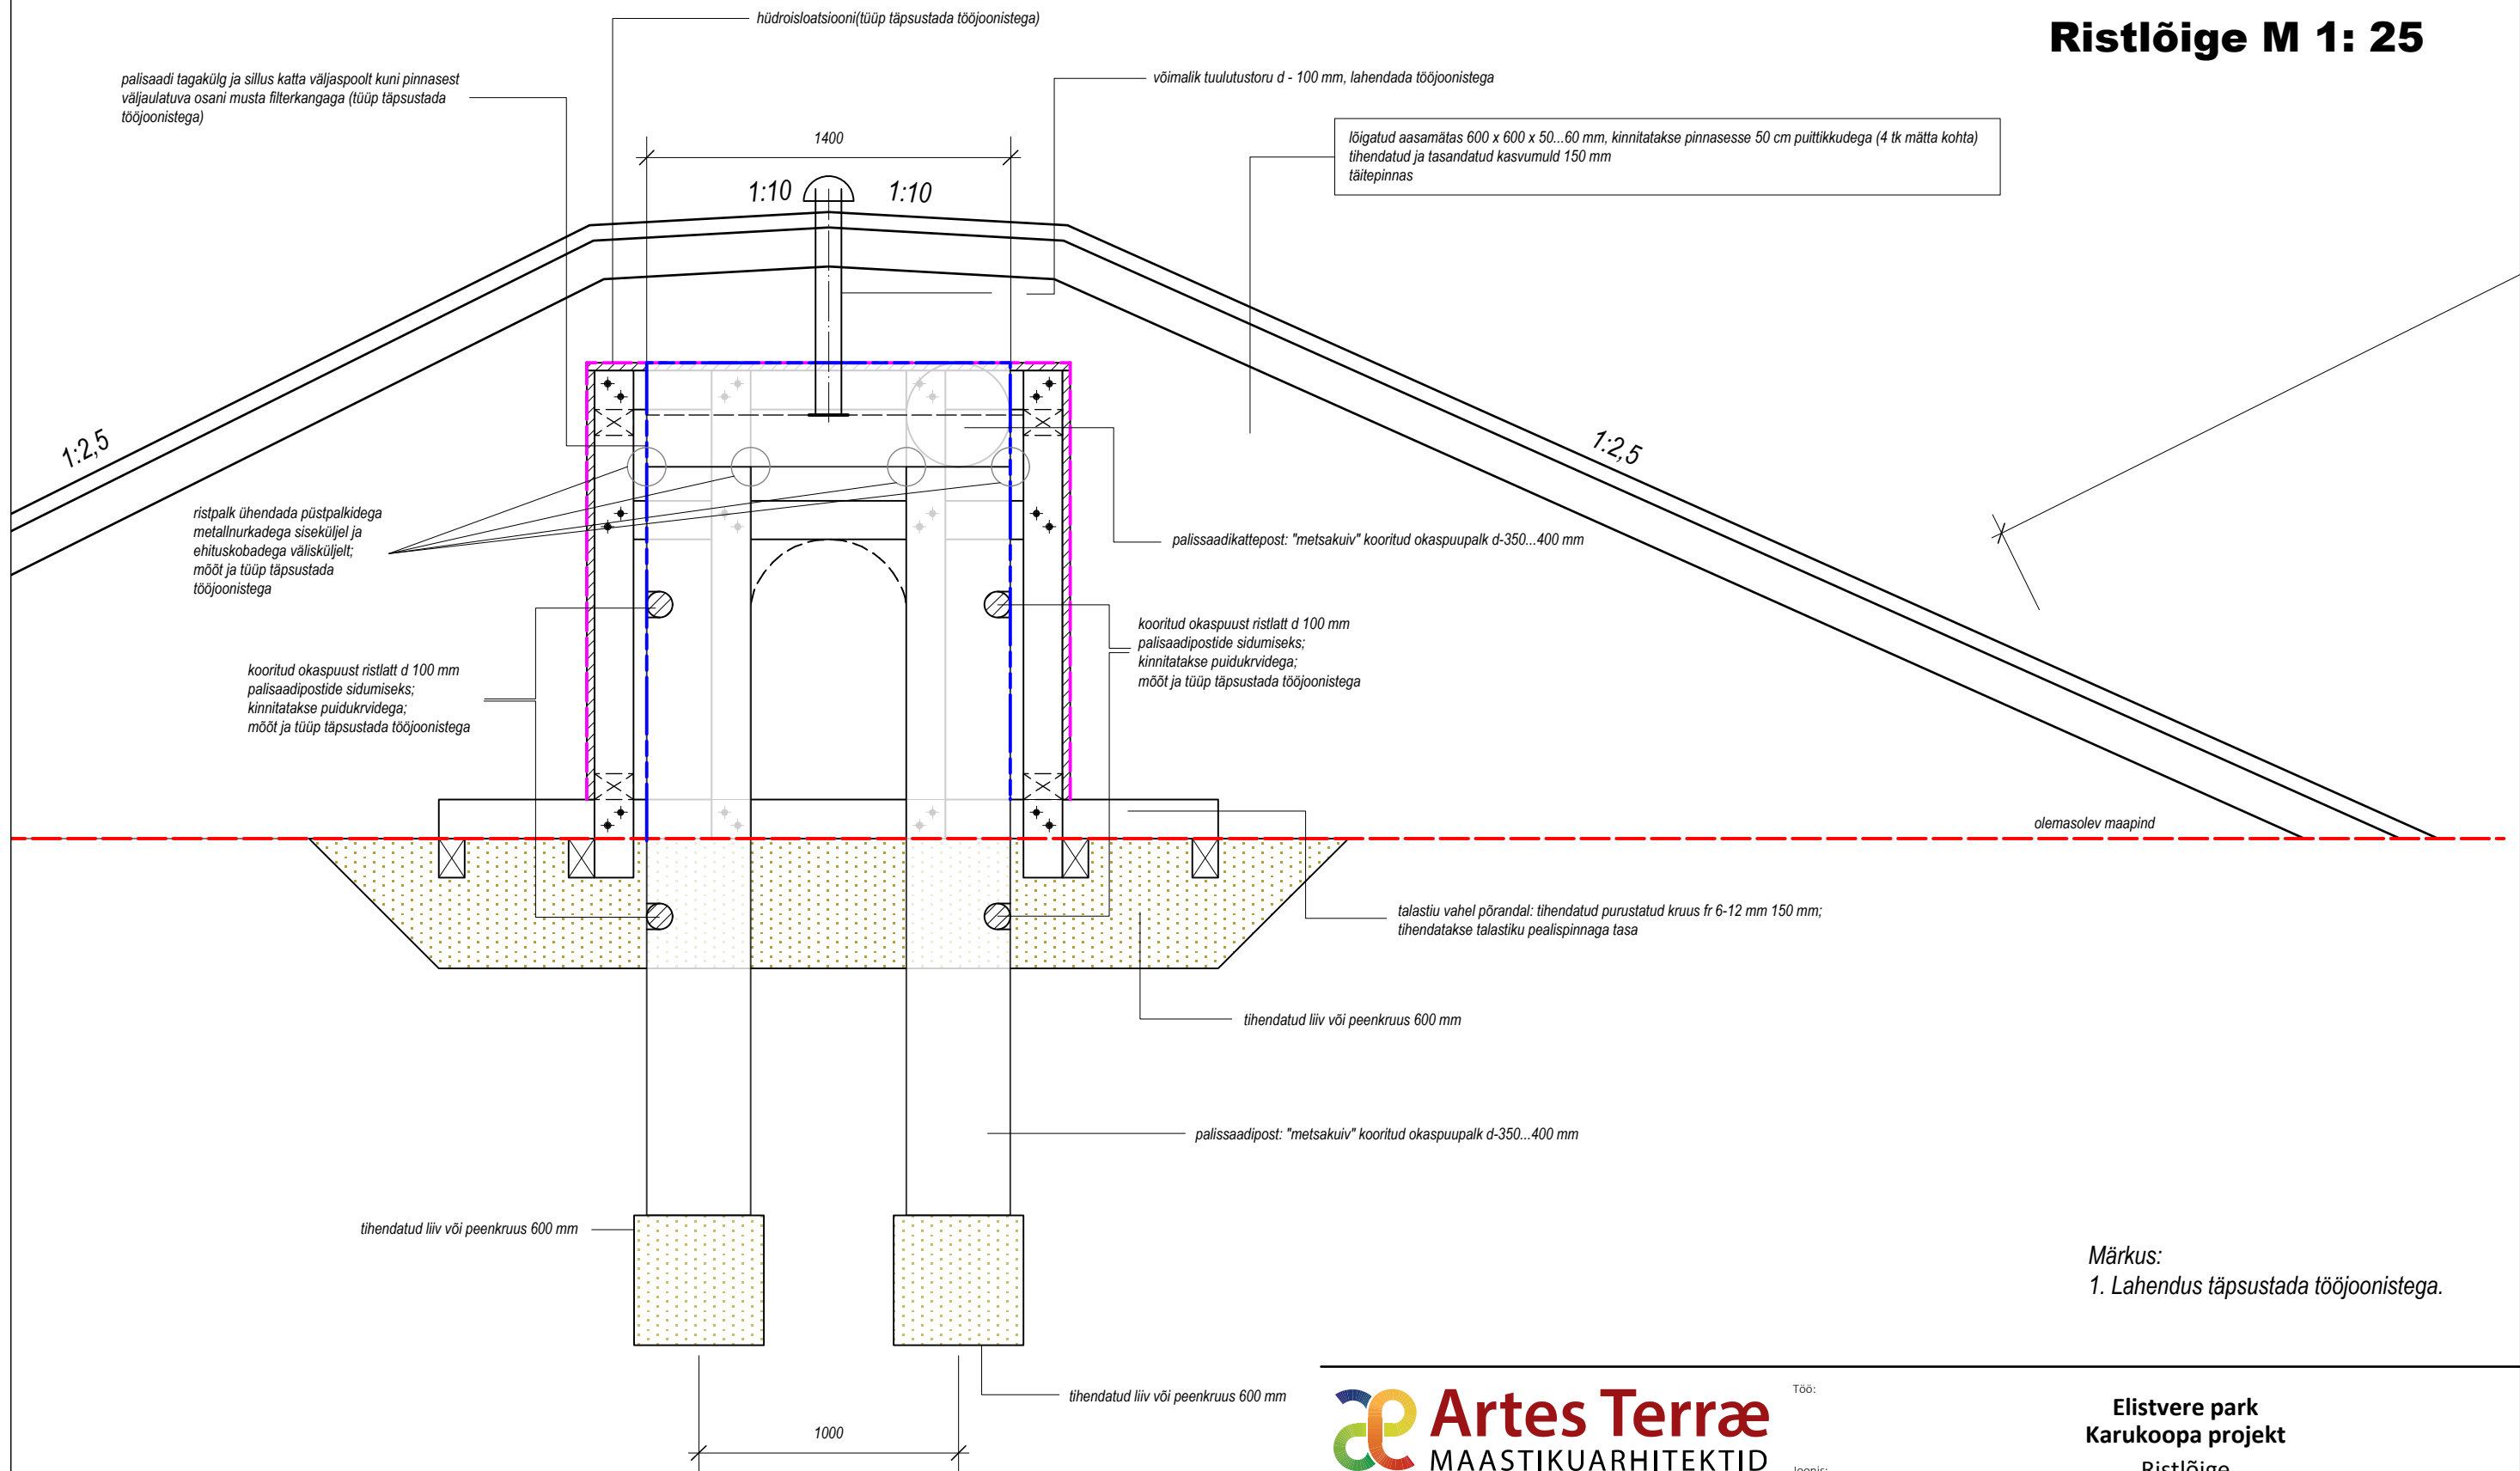 hüdroisloatsiooni(tüüp täpsustada tööjoonistega)
Ristlõige M 1: 25
palisaadi tagakülg ja sillus katta väljaspoolt kuni pinnasest
väljaulatuva osani musta filterkangaga (tüüp täpsustada
tööjoonistega)
võimalik tuulutustoru d - 100 mm, lahendada tööjoonistega
1400
lõigatud aasamätas 600 x 600 x 50...60 mm, kinnitatakse pinnasesse 50 cm puittikkudega (4 tk mätta kohta)
tihendatud ja tasandatud kasvumuld 150 mm
täitepinnas
1:10
1:10
1:2,5
1:2,5
ristpalk ühendada püstpalkidega
metallnurkadega siseküljel ja
ehituskobadega välisküljelt;
mõõt ja tüüp täpsustada
tööjoonistega
palissaadikattepost: "metsakuiv" kooritud okaspuupalk d-350...400 mm
kooritud okaspuust ristlatt d 100 mm
palisaadipostide sidumiseks;
kinnitatakse puidukrvidega;
mõõt ja tüüp täpsustada tööjoonistega
kooritud okaspuust ristlatt d 100 mm
palisaadipostide sidumiseks;
kinnitatakse puidukrvidega;
mõõt ja tüüp täpsustada tööjoonistega
olemasolev maapind
talastiu vahel põrandal: tihendatud purustatud kruus fr 6-12 mm 150 mm;
tihendatakse talastiku pealispinnaga tasa
tihendatud liiv või peenkruus 600 mm
palissaadipost: "metsakuiv" kooritud okaspuupalk d-350...400 mm
tihendatud liiv või peenkruus 600 mm
Märkus:
1. Lahendus täpsustada tööjoonistega.
tihendatud liiv või peenkruus 600 mm
1000
Artes Terræ
MAASTIKUARHITEKTID
Töö:
Elistvere park
Karukoopa projekt
Joonis:
Ristlõige